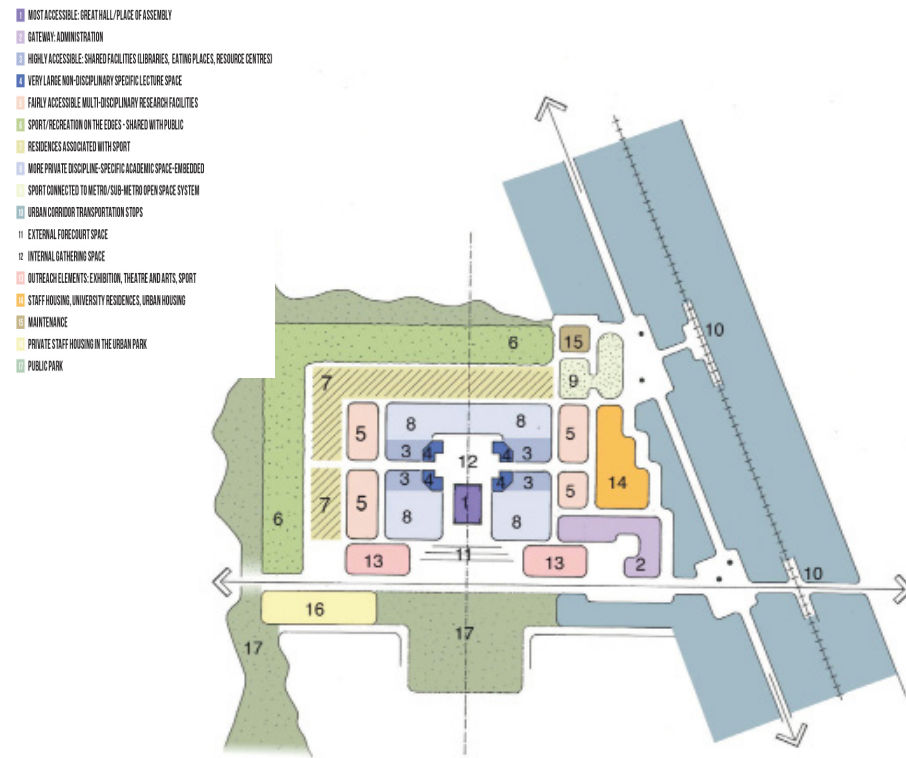 1 MOST ACCESSIBLE: GREAT HALL/PLACE OF ASSEMBLY
2 GATEWAY: ADMINISTRATION
3 HIGHLY ACCESSIBLE: SHARED FACILITIES (LIBRARIES, EATING PLACES, RESOURCE CENTRES)
4 VERY LARGE NON-DISCIPLINARY SPECIFIC LECTURE SPACE
5 FAIRLY ACCESSIBLE MULTI-DISCIPLINARY RESEARCH FACILITIES
6 SPORT/RECREATION ON THE EDGES - SHARED WITH PUBLIC
7 RESIDENCES ASSOCIATED WITH SPORT
8 MORE PRIVATE DISCIPLINE-SPECIFIC ACADEMIC SPACE-EMBEDDED
9 SPORT CONNECTED TO METRO/SUB-METRO OPEN SPACE SYSTEM
10 URBAN CORRIDOR TRANSPORTATION STOPS
11 EXTERNAL FORECOURT SPACE
12 INTERNAL GATHERING SPACE
13 OUTREACH ELEMENTS: EXHIBITION, THEATRE AND ARTS, SPORT
14 STAFF HOUSING, UNIVERSITY RESIDENCES, URBAN HOUSING
15 MAINTENANCE
16 PRIVATE STAFF HOUSING IN THE URBAN PARK
17 PUBLIC PARK
10
6 15
7 9
8 8
5 5
3 4 12 4 3
3 4 4 3
14
5 1 5
7
6 8 8
11
13 13 2
10
16
17 17